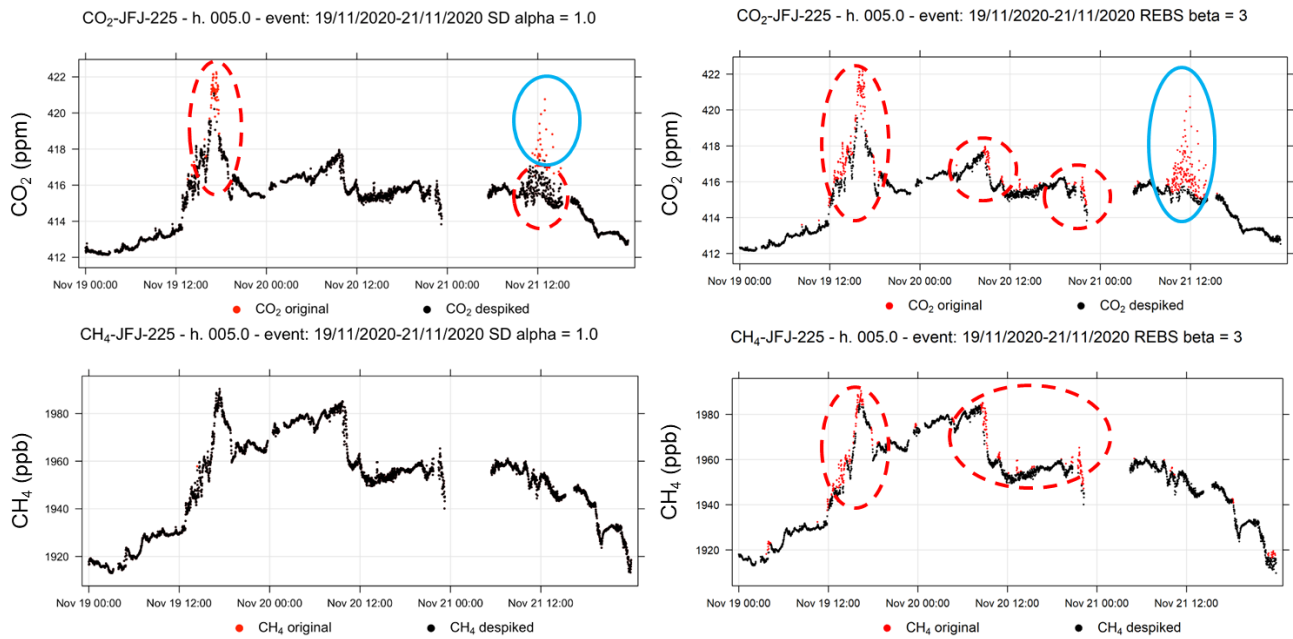 CO₂-JFJ-225 - h. 005.0 - event: 19/11/2020-21/11/2020 SD alpha = 1.0
CO₂ (ppm)
422
420
418
416
414
412
Nov 19 00:00 Nov 19 12:00 Nov 20 00:00 Nov 20 12:00 Nov 21 00:00 Nov 21 12:00
CO₂ original CO₂ despiked
CO₂-JFJ-225 - h. 005.0 - event: 19/11/2020-21/11/2020 REBS beta = 3
CO₂ (ppm)
422
420
418
416
414
412
Nov 19 00:00 Nov 19 12:00 Nov 20 00:00 Nov 20 12:00 Nov 21 00:00 Nov 21 12:00
CO₂ original CO₂ despiked
CH₄-JFJ-225 - h. 005.0 - event: 19/11/2020-21/11/2020 SD alpha = 1.0
CH₄ (ppb)
1980
1960
1940
1920
Nov 19 00:00 Nov 19 12:00 Nov 20 00:00 Nov 20 12:00 Nov 21 00:00 Nov 21 12:00
CH₄ original CH₄ despiked
CH₄-JFJ-225 - h. 005.0 - event: 19/11/2020-21/11/2020 REBS beta = 3
CH₄ (ppb)
1980
1960
1940
1920
Nov 19 00:00 Nov 19 12:00 Nov 20 00:00 Nov 20 12:00 Nov 21 00:00 Nov 21 12:00
CH₄ original CH₄ despiked